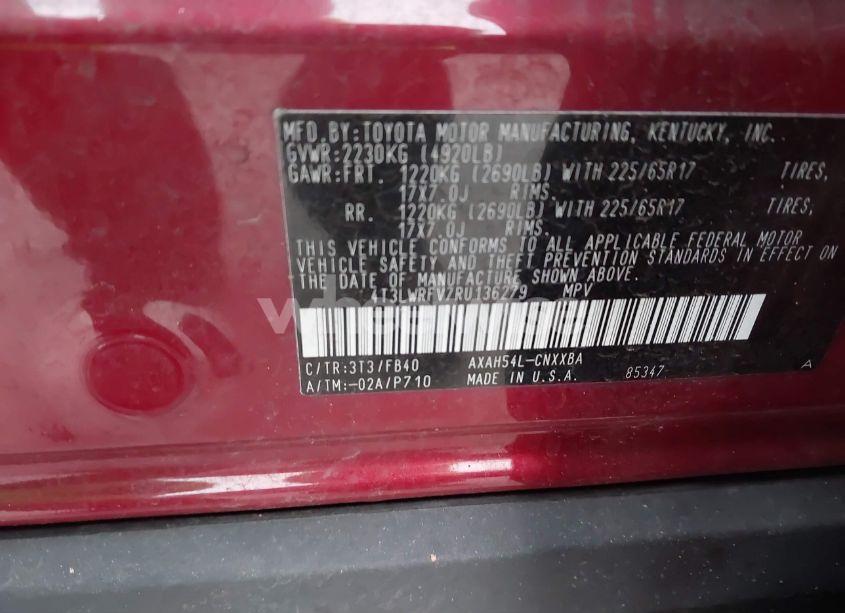 MFD. BY: TOYOTA MOTOR MANUFACTURING, KENTUCKY, INC.
GVWR: 2230KG (4920LB)
GAWR: FRT. 1220KG (2690LB) WITH 225/65R17 TIRES,
17X7.0J RIMS.
RR. 1220KG (2690LB) WITH 225/65R17 TIRES,
17X7.0J RIMS.
THIS VEHICLE CONFORMS TO ALL APPLICABLE FEDERAL MOTOR
VEHICLE SAFETY AND THEFT PREVENTION STANDARDS IN EFFECT ON
THE DATE OF MANUFACTURE SHOWN ABOVE.
4T3LWRFVZRU136279 MPV
C/TR: 3T3/FB40 AXAH54L-CNXXBA
A/TM: -02A/P710 MADE IN U.S.A. 85347 A